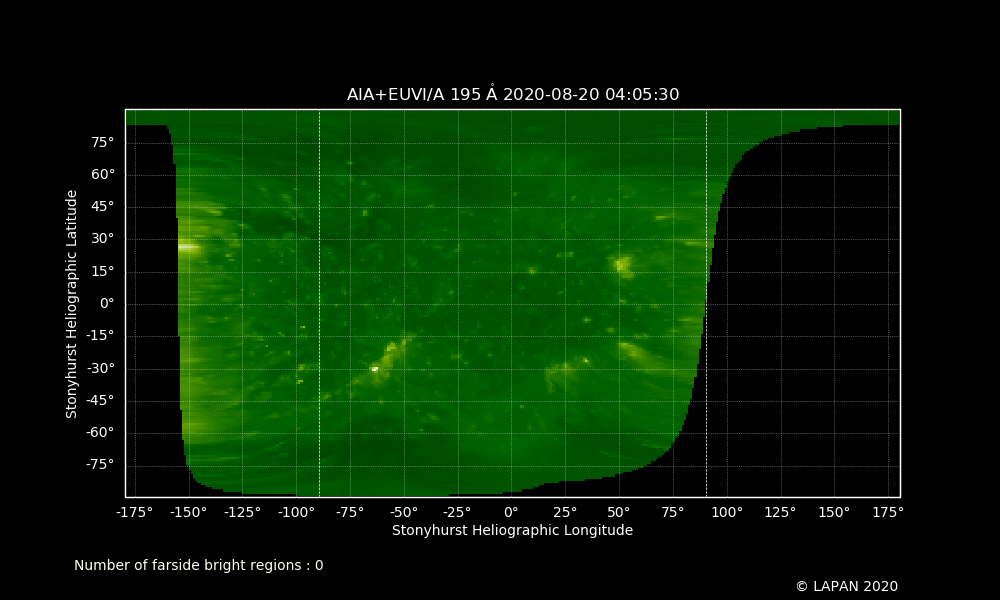 AIA+EUVI/A 195 Å 2020-08-20 04:05:30
Stonyhurst Heliographic Latitude
75°
60°
45°
30°
15°
0°
-15°
-30°
-45°
-60°
-75°
-175° -150° -125° -100° -75° -50° -25° 0° 25° 50° 75° 100° 125° 150° 175°
Stonyhurst Heliographic Longitude
Number of farside bright regions : 0
© LAPAN 2020